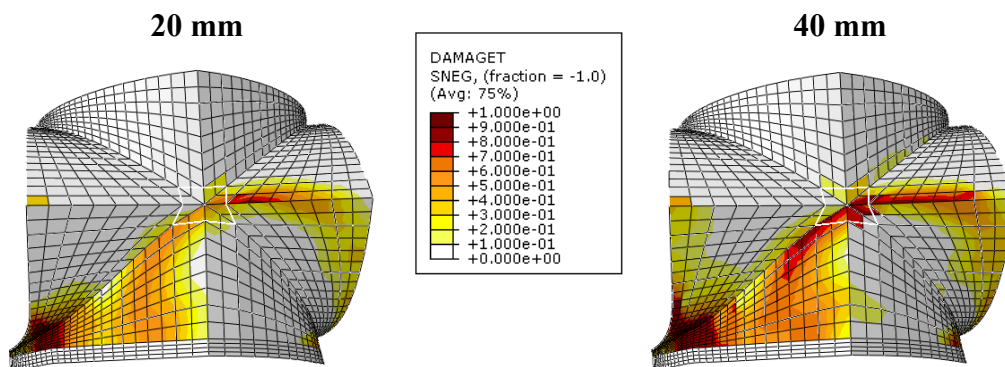 20 mm
40 mm
DAMAGET
SNEG, (fraction = -1.0)
(Avg: 75%)
+1.000e+00
+9.000e-01
+8.000e-01
+7.000e-01
+6.000e-01
+5.000e-01
+4.000e-01
+3.000e-01
+2.000e-01
+1.000e-01
+0.000e+00